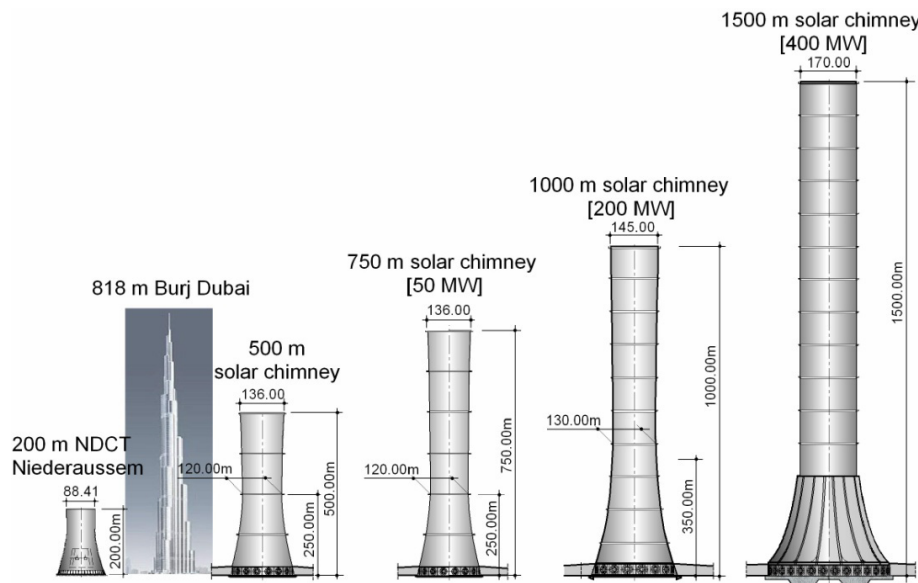 1500 m solar chimney
[400 MW]
170.00
1500.00m
1000 m solar chimney
[200 MW]
145.00
1000.00m
130.00m
350.00m
750 m solar chimney
[50 MW]
136.00
750.00m
120.00m
250.00m
818 m Burj Dubai
500 m
solar chimney
136.00
500.00m
120.00m
250.00m
200 m NDCT
Niederaussem
88.41
200.00m